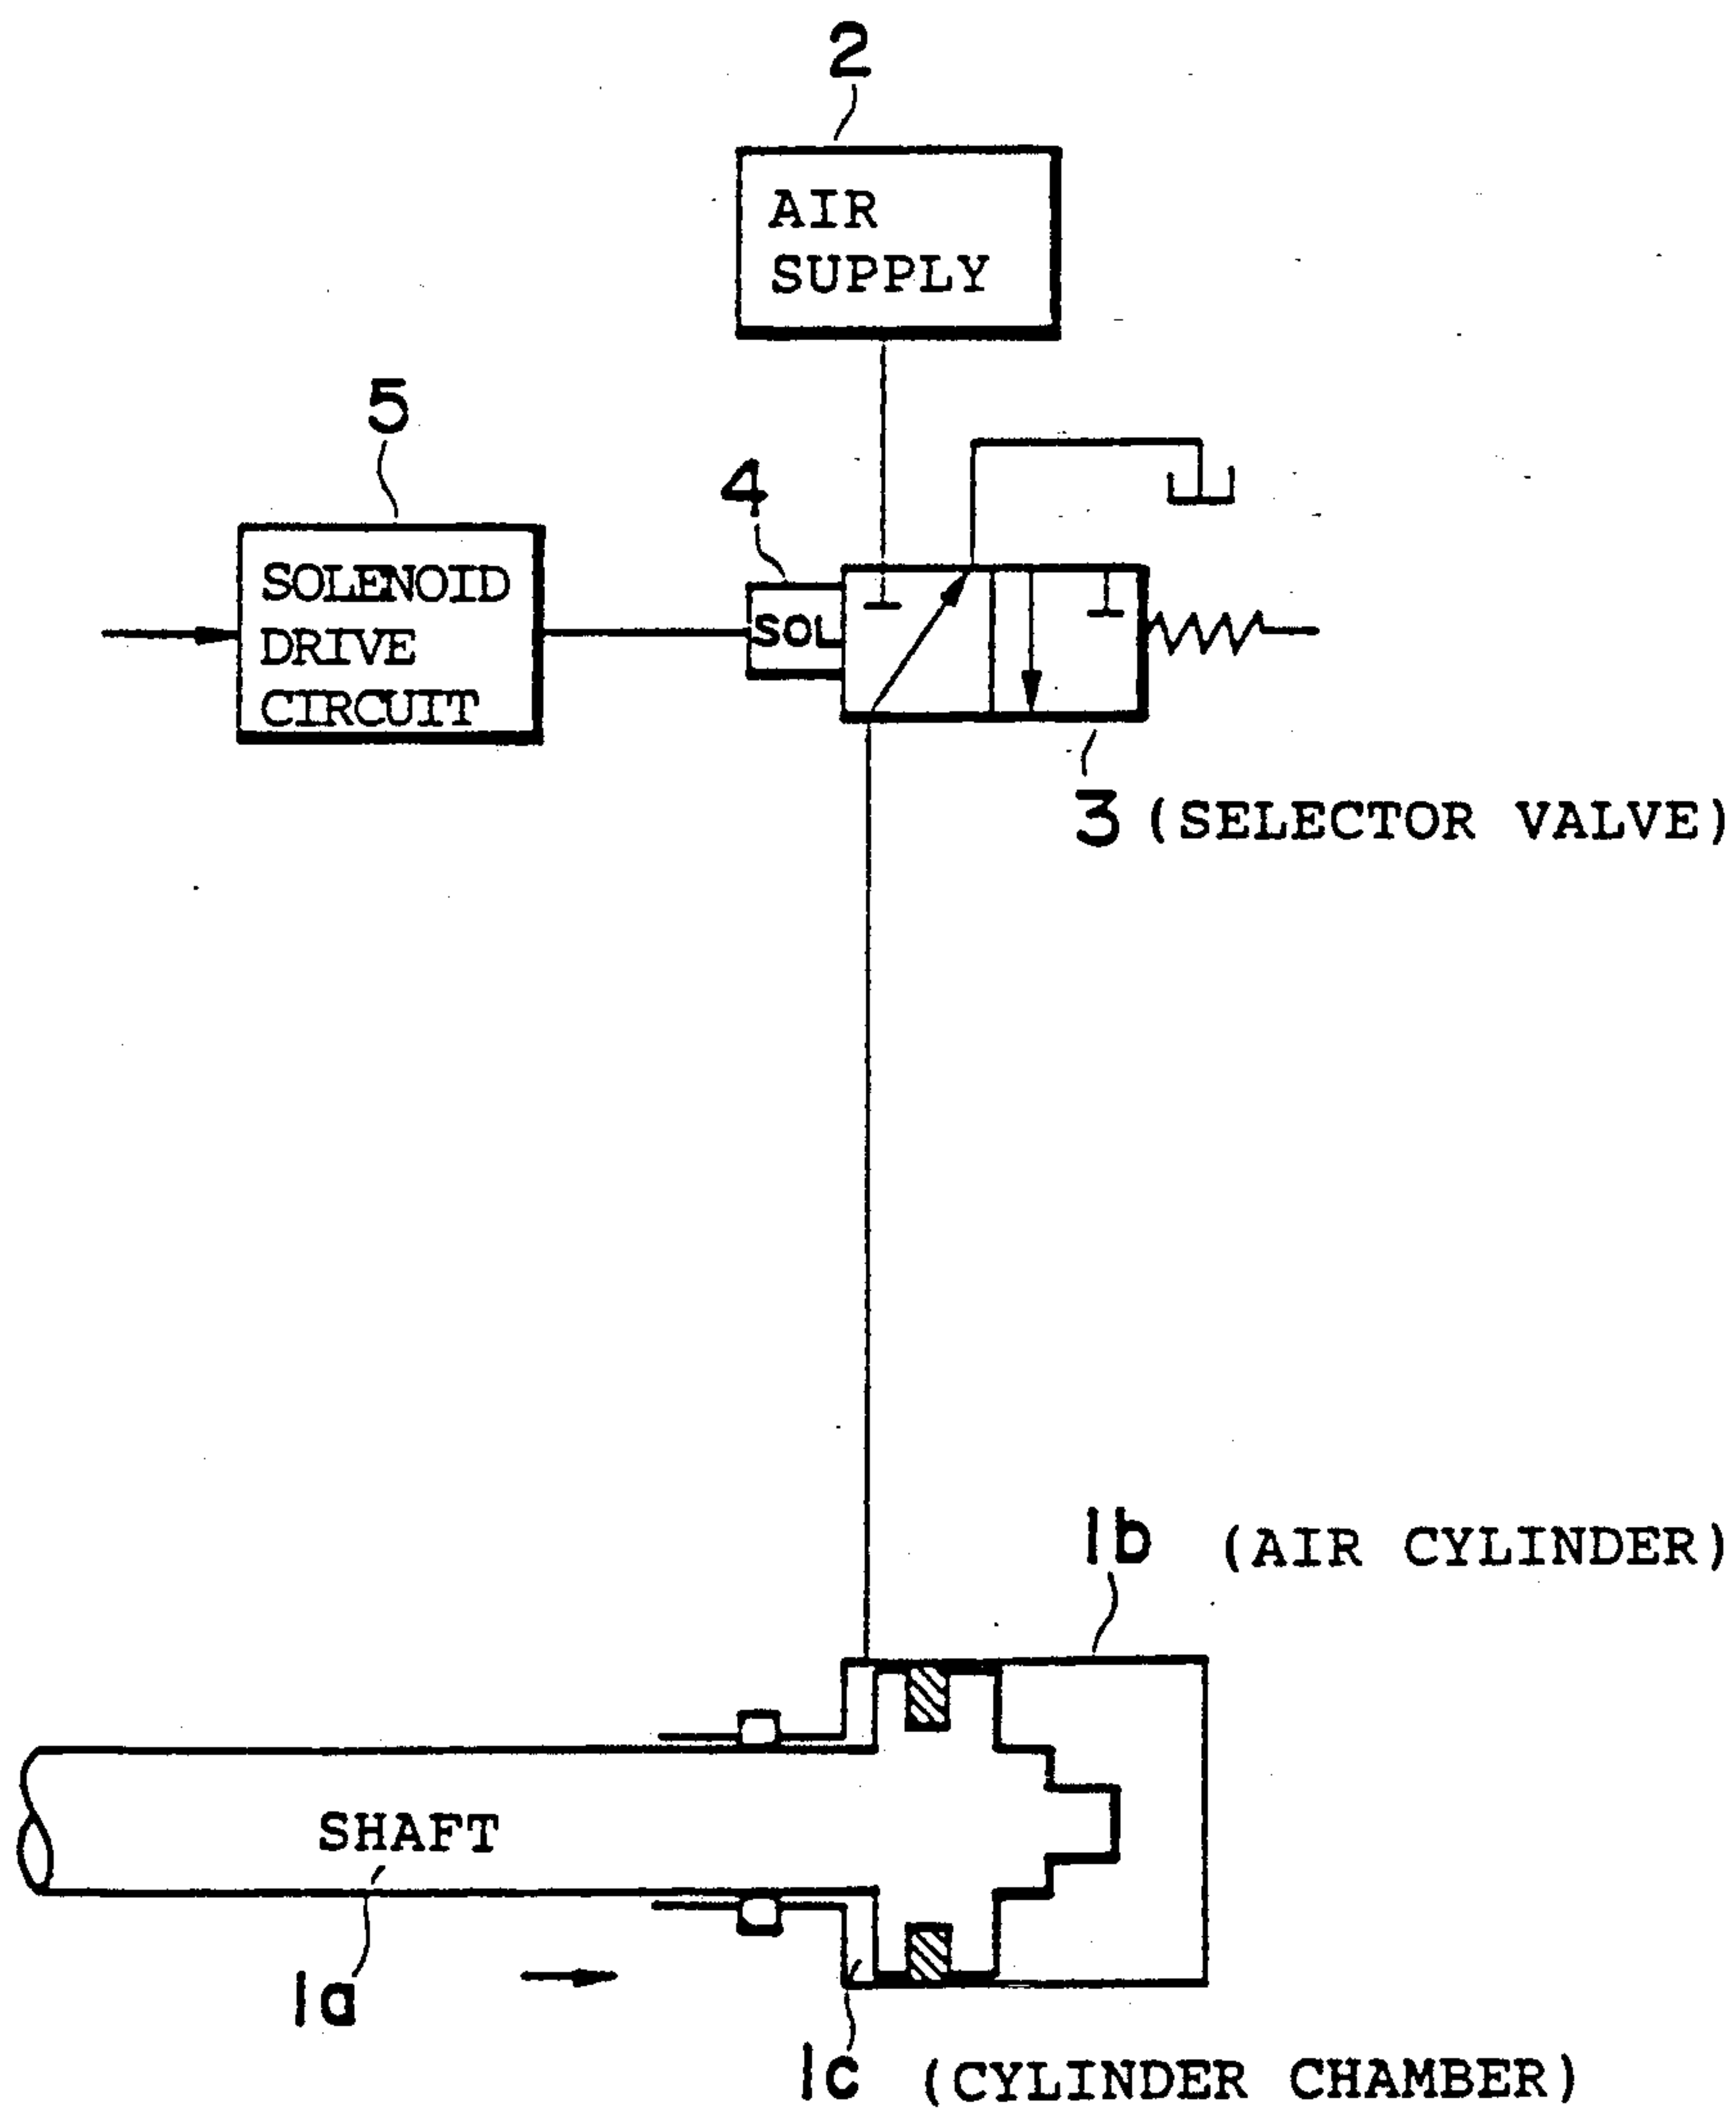 2
AIR
SUPPLY
5
4
SOLENOID
DRIVE
CIRCUIT
SOL
3 (SELECTOR VALVE)
1b (AIR CYLINDER)
SHAFT
1a
1c (CYLINDER CHAMBER)